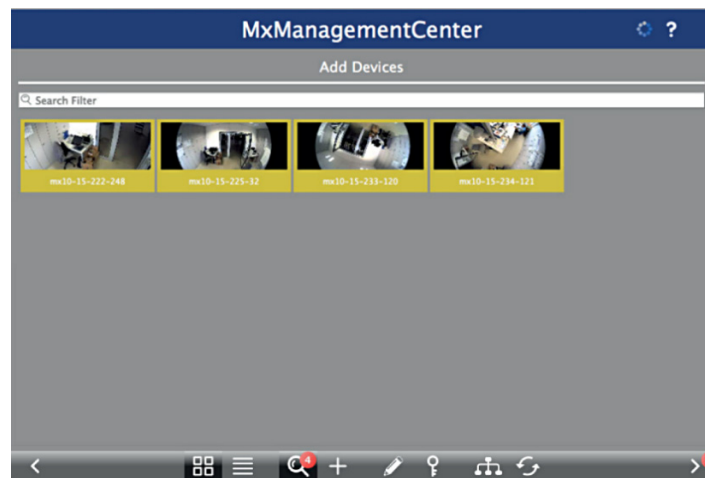 MxManagementCenter
?
Add Devices
Search Filter
mx10-15-222-248
mx10-15-225-32
mx10-15-233-120
mx10-15-234-121
4